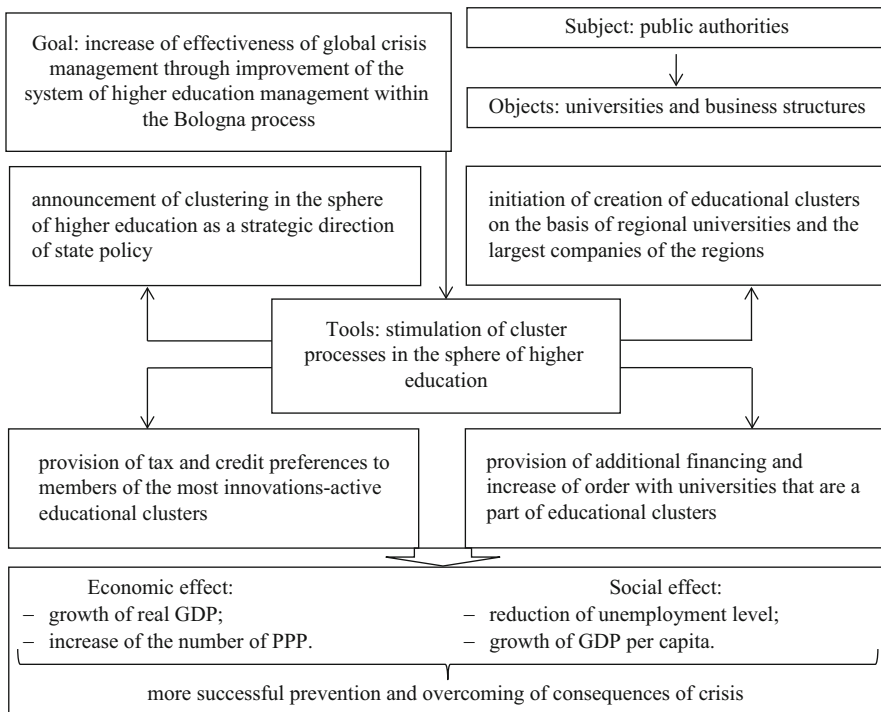 Goal: increase of effectiveness of global crisis
management through improvement of the
system of higher education management within
the Bologna process
Subject: public authorities
Objects: universities and business structures
announcement of clustering in the sphere
of higher education as a strategic direction
of state policy
initiation of creation of educational clusters
on the basis of regional universities and the
largest companies of the regions
Tools: stimulation of cluster
processes in the sphere of higher
education
provision of tax and credit preferences to
members of the most innovations-active
educational clusters
provision of additional financing and
increase of order with universities that are a
part of educational clusters
Economic effect:
– growth of real GDP;
– increase of the number of PPP.
Social effect:
– reduction of unemployment level;
– growth of GDP per capita.
more successful prevention and overcoming of consequences of crisis